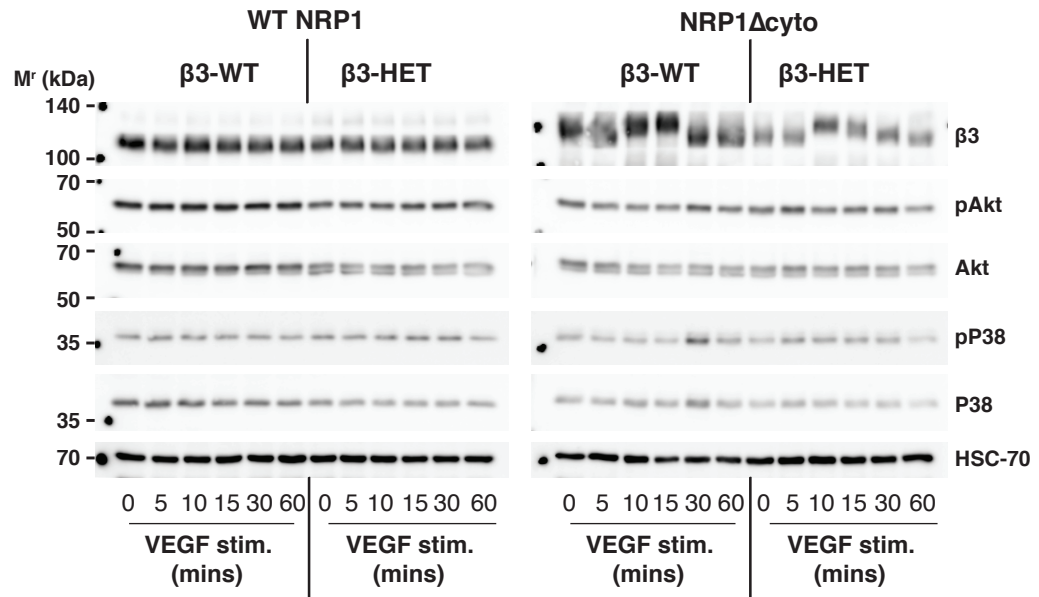 WT NRP1 NRP1Δcyto
β3-WT β3-HET β3-WT β3-HET
Mʳ (kDa)
140
β3
100
70
pAkt
50
70
Akt
50
35
pP38
P38
35
70
HSC-70
0 5 10 15 30 60 0 5 10 15 30 60 0 5 10 15 30 60 0 5 10 15 30 60
VEGF stim. VEGF stim. VEGF stim. VEGF stim.
(mins) (mins) (mins) (mins)